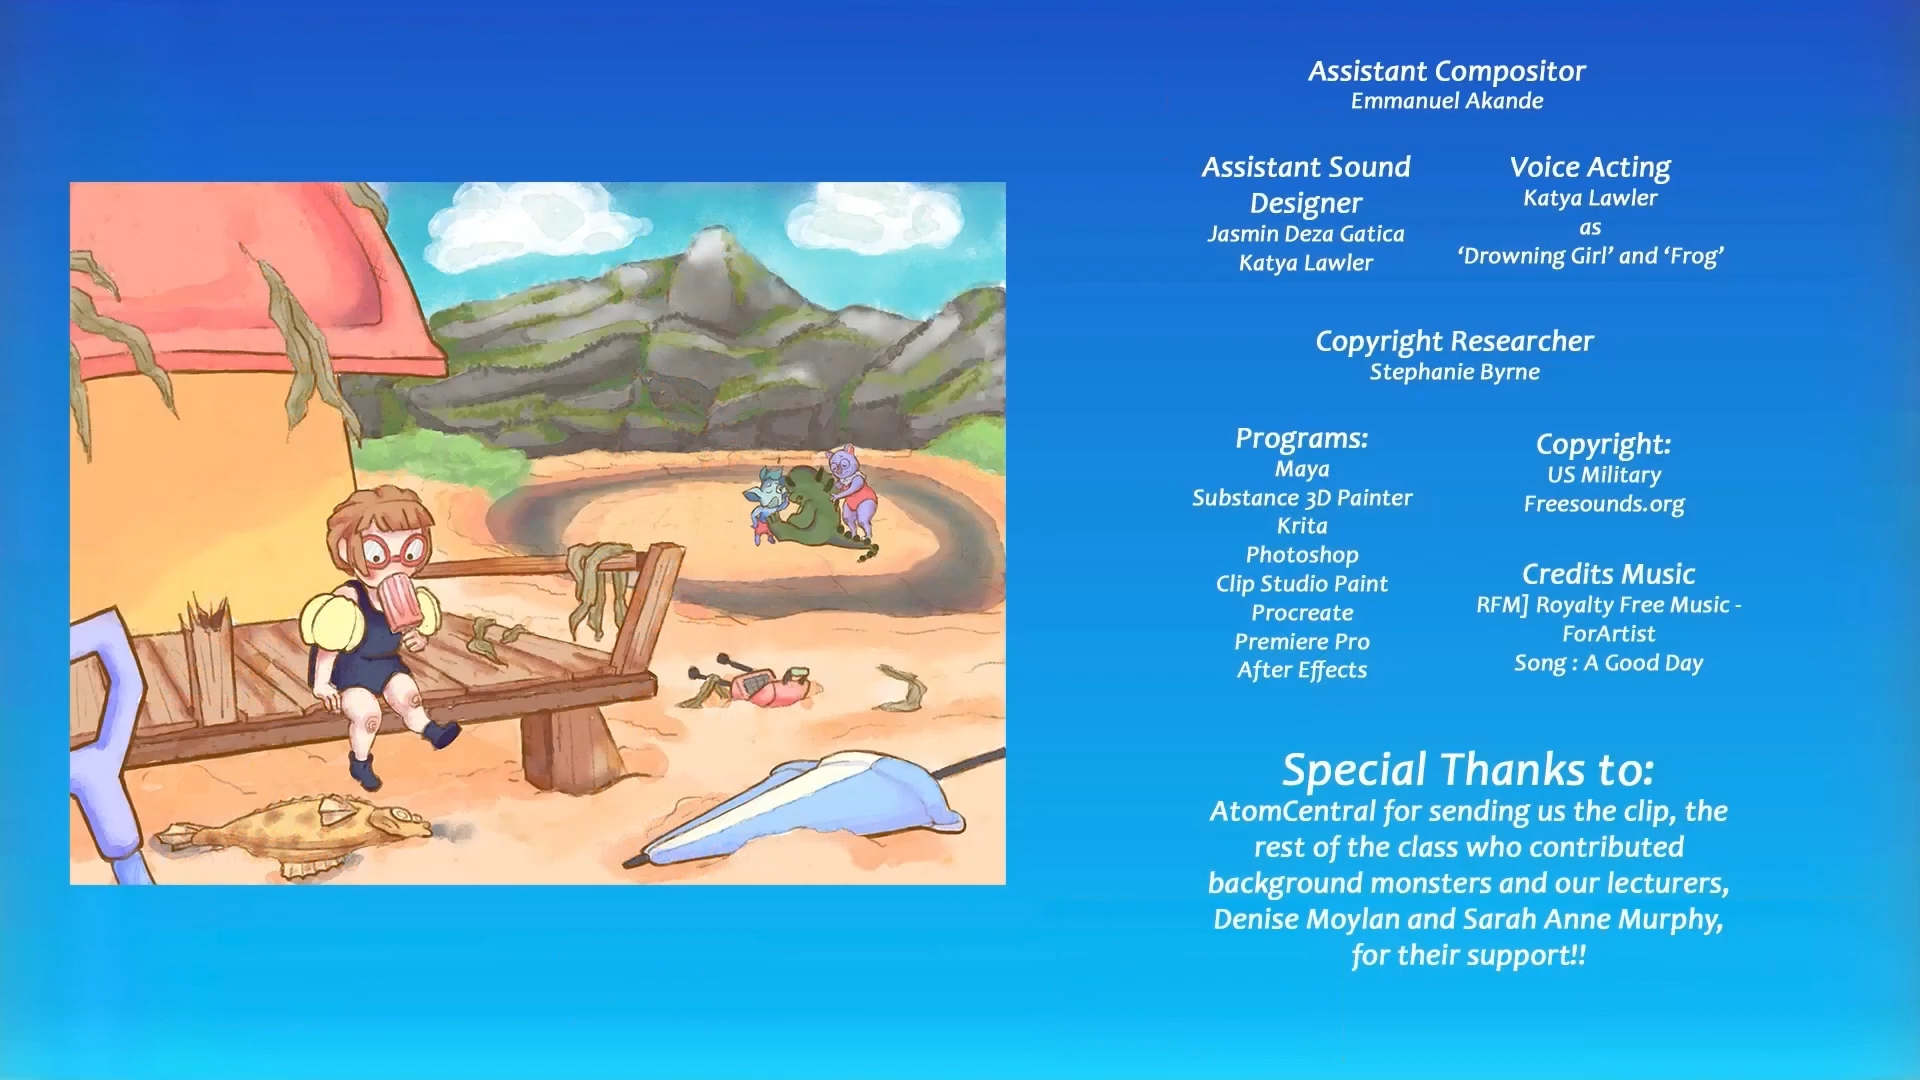 Assistant Compositor
Emmanuel Akande
Assistant Sound
Designer
Jasmin Deza Gatica
Katya Lawler
Voice Acting
Katya Lawler
as
‘Drowning Girl’ and ‘Frog’
Copyright Researcher
Stephanie Byrne
Programs:
Maya
Substance 3D Painter
Krita
Photoshop
Clip Studio Paint
Procreate
Premiere Pro
After Effects
Copyright:
US Military
Freesounds.org
Credits Music
RFM] Royalty Free Music -
ForArtist
Song : A Good Day
Special Thanks to:
AtomCentral for sending us the clip, the
rest of the class who contributed
background monsters and our lecturers,
Denise Moylan and Sarah Anne Murphy,
for their support!!